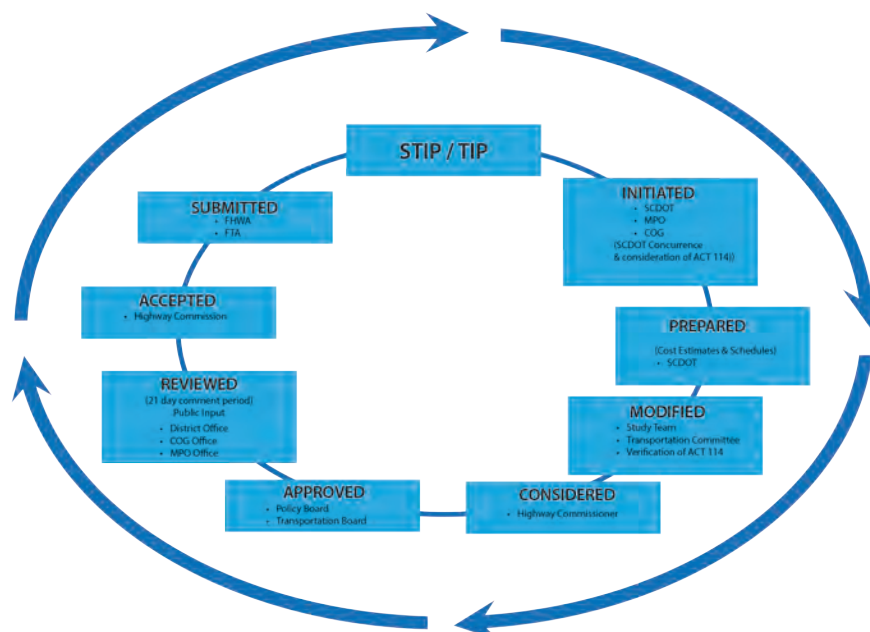 STIP / TIP
INITIATED
• SCDOT
• MPO
• COG
(SCDOT Concurrence
& consideration of ACT 114))
PREPARED
(Cost Estimates & Schedules)
• SCDOT
MODIFIED
• Study Team
• Transportation Committee
• Verification of ACT 114
CONSIDERED
• Highway Commissioner
APPROVED
• Policy Board
• Transportation Board
REVIEWED
(21 day comment period)
Public Input
• District Office
• COG Office
• MPO Office
ACCEPTED
• Highway Commission
SUBMITTED
• FHWA
• FTA